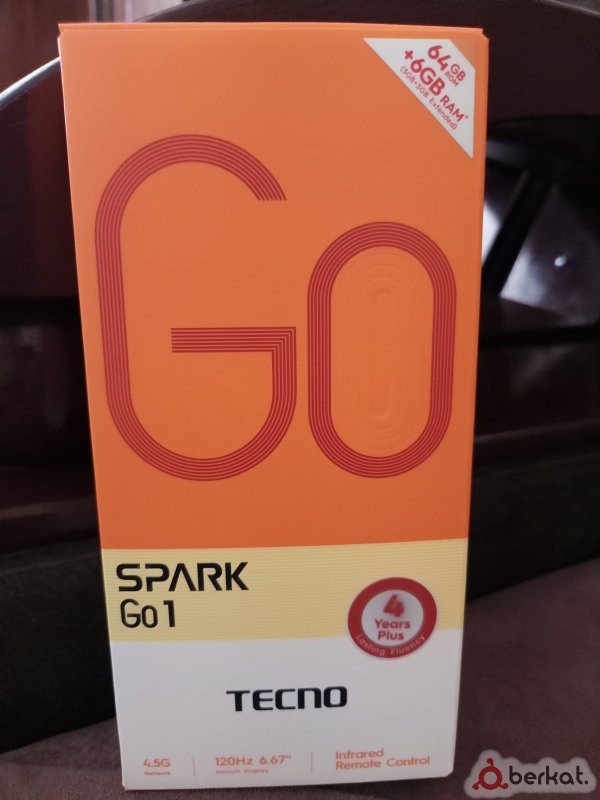 64GB
ROM
+6GB RAM*
(3GB+3GB Extended)
Go
SPARK
Go 1
4
Years
Plus
Lasting Fluency
TECNO
4.5G
Network
120Hz 6.67"
Smooth Display
Infrared
Remote Control
berkat.